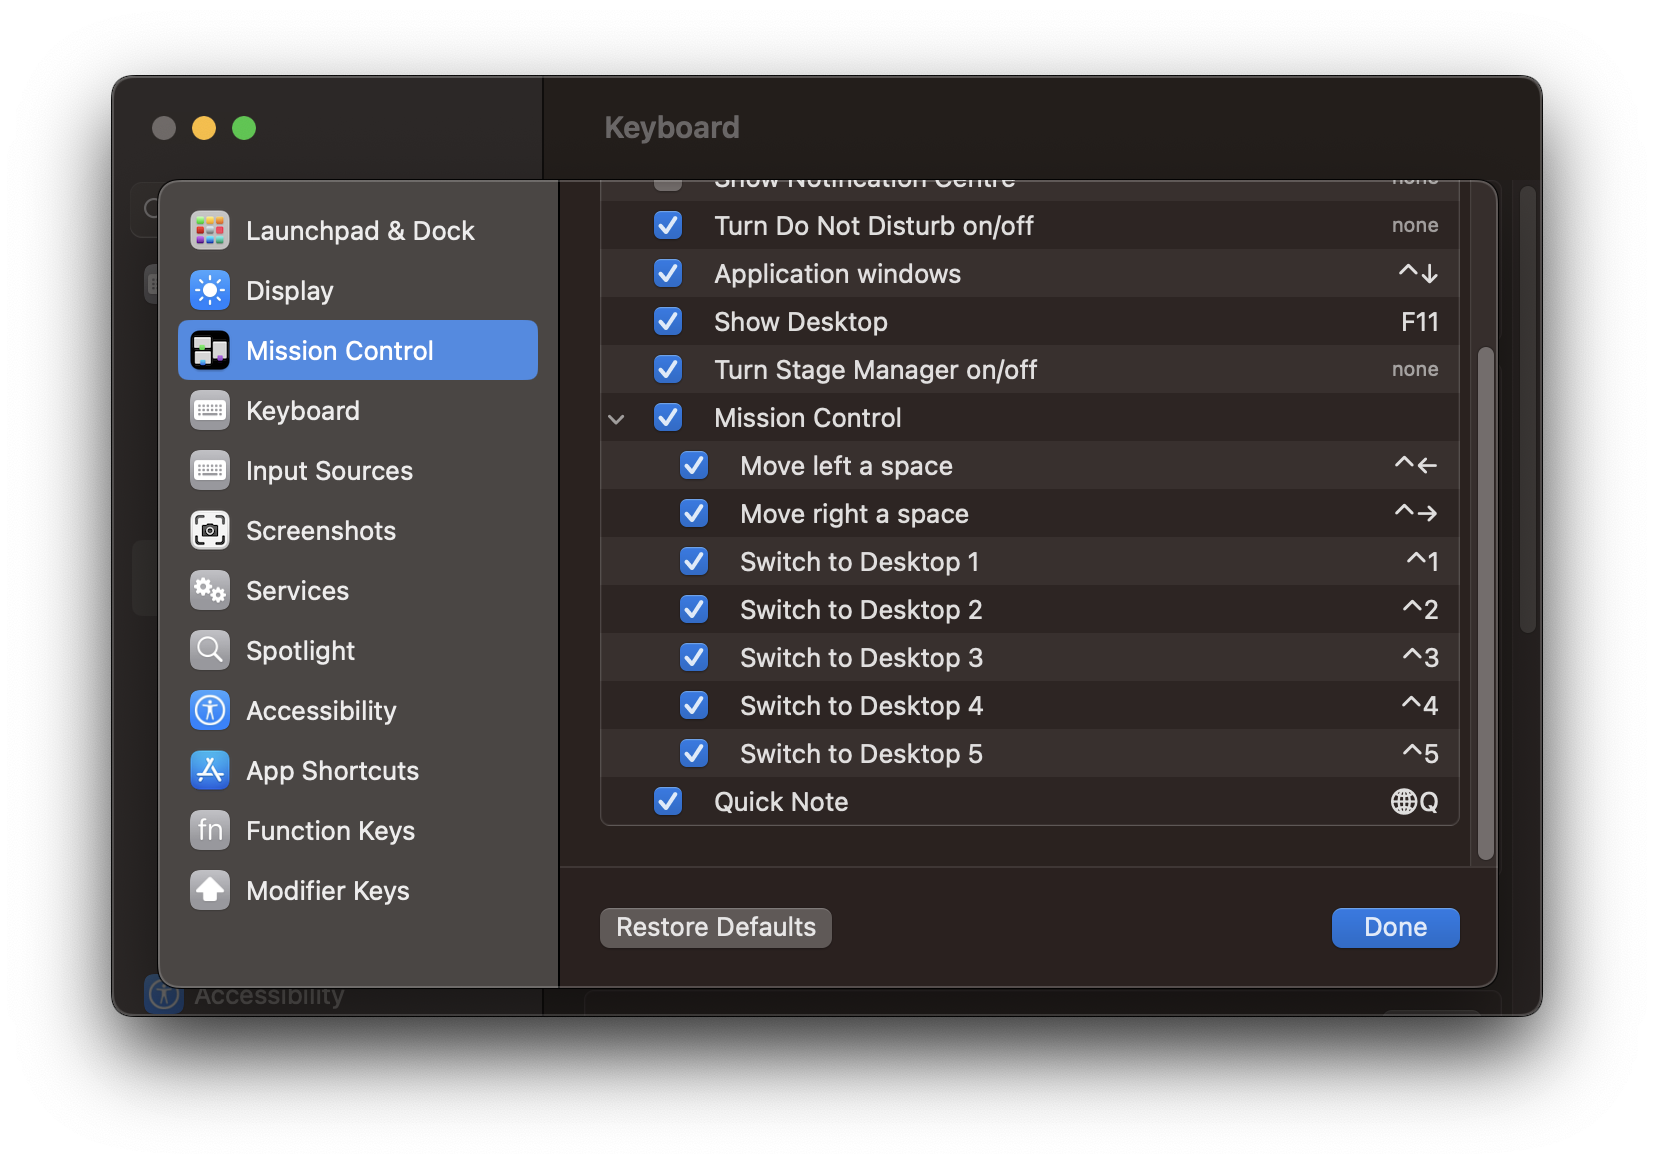 Keyboard
Launchpad & Dock
Display
Mission Control
Keyboard
Input Sources
Screenshots
Services
Spotlight
Accessibility
App Shortcuts
fn Function Keys
Modifier Keys
Accessibility
Show Notification Centre none
Turn Do Not Disturb on/off none
Application windows ^↓
Show Desktop F11
Turn Stage Manager on/off none
Mission Control
Move left a space ^←
Move right a space ^→
Switch to Desktop 1 ^1
Switch to Desktop 2 ^2
Switch to Desktop 3 ^3
Switch to Desktop 4 ^4
Switch to Desktop 5 ^5
Quick Note 🌐Q
Restore Defaults
Done